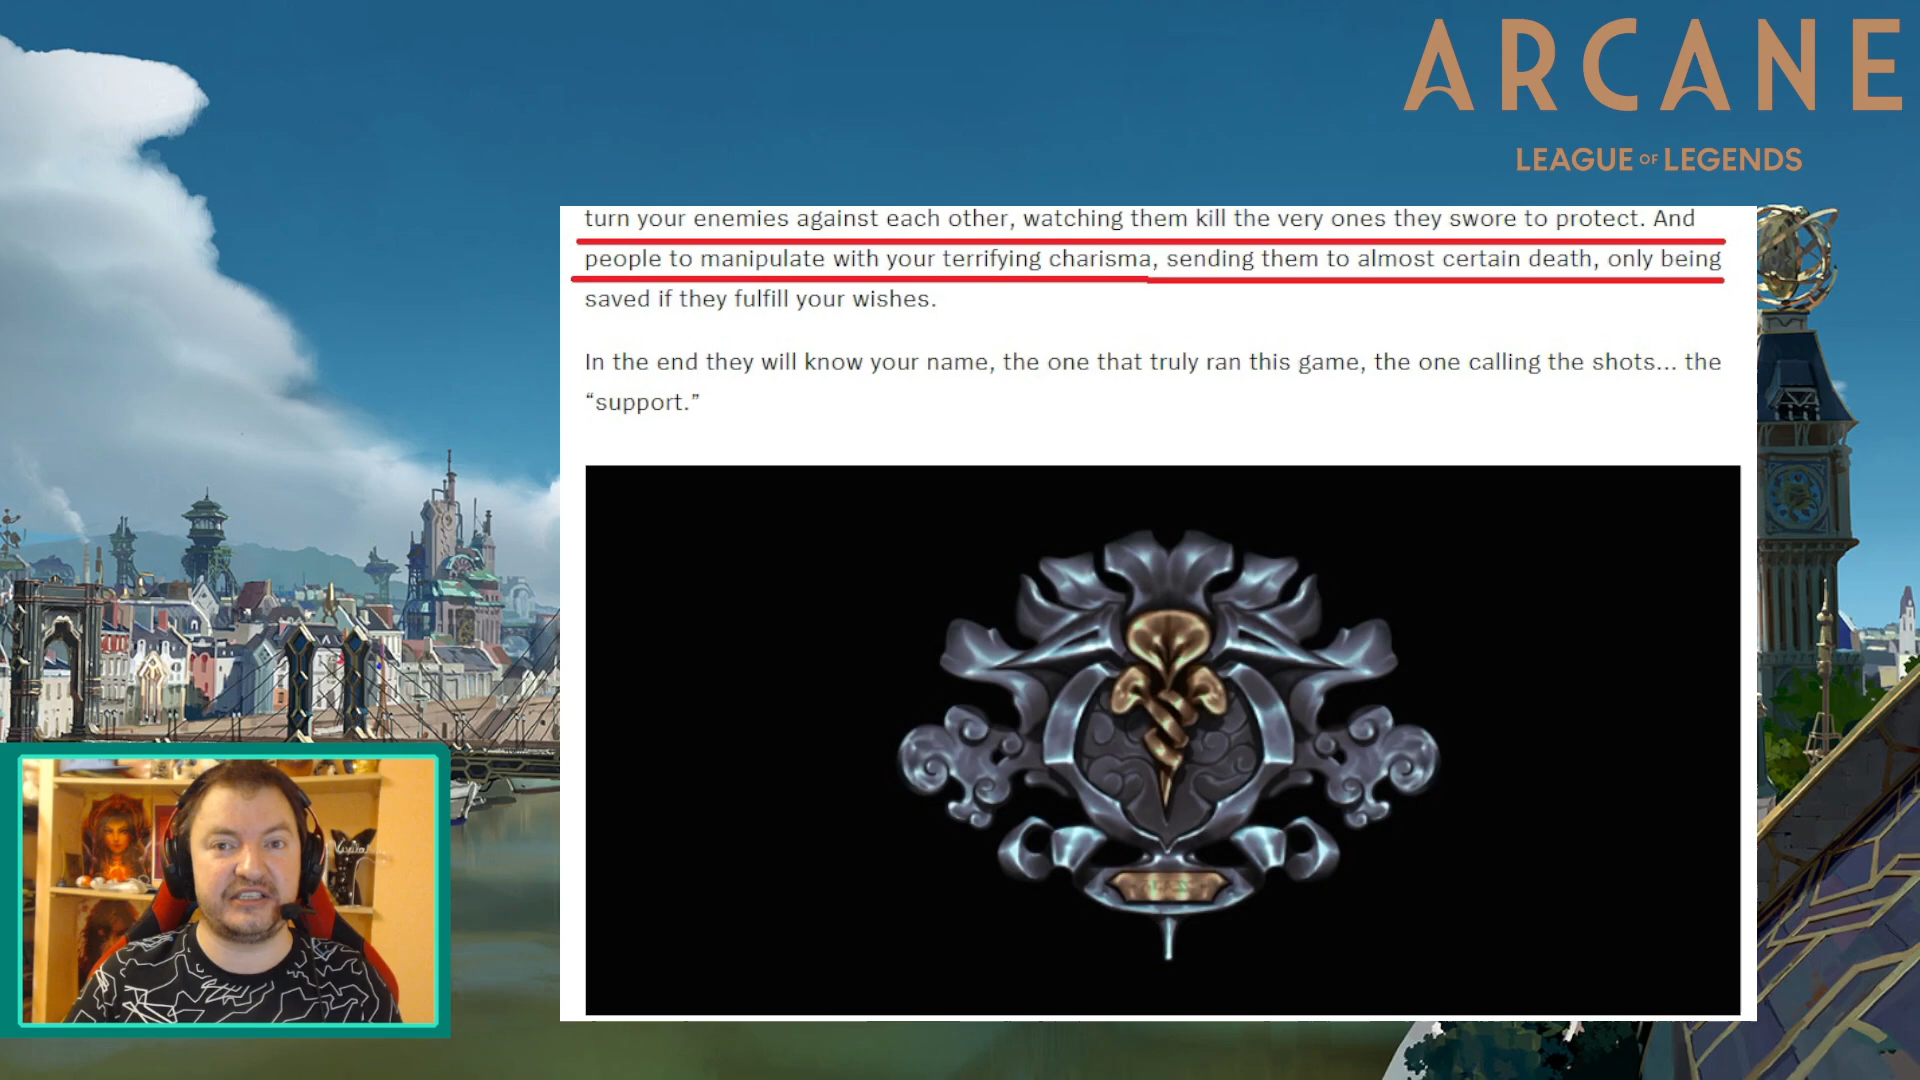 ARCANE
LEAGUE OF LEGENDS
turn your enemies against each other, watching them kill the very ones they swore to protect. And
people to manipulate with your terrifying charisma, sending them to almost certain death, only being
saved if they fulfill your wishes.
In the end they will know your name, the one that truly ran this game, the one calling the shots... the
“support.”